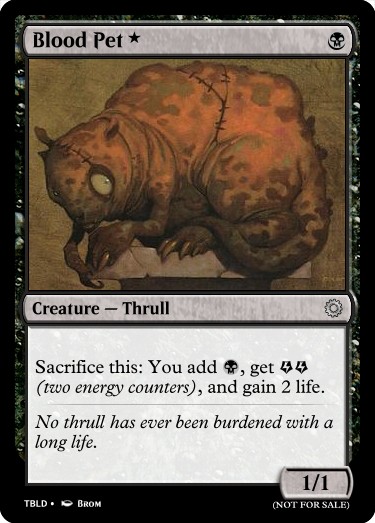 Blood Pet ★
Creature — Thrull
Sacrifice this: You add, get
(two energy counters), and gain 2 life.
No thrull has ever been burdened with a
long life.
1/1
TBLD • BROM
(NOT FOR SALE)